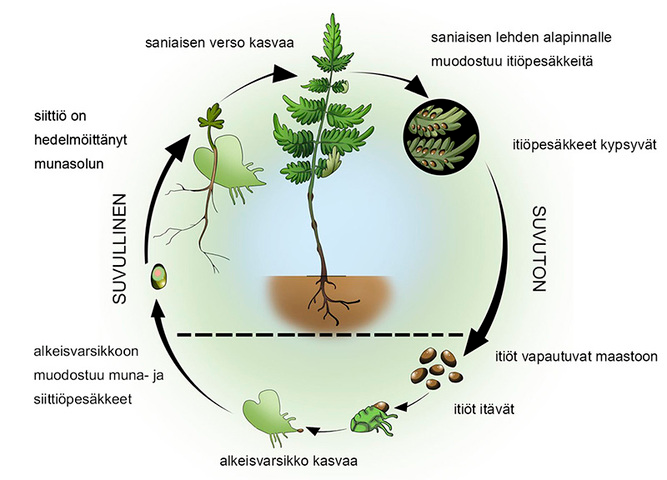 saniaisen verso kasvaa
saniaisen lehden alapinnalle
muodostuu itiöpesäkkeitä
siittiö on
hedelmöittänyt
munasolun
itiöpesäkkeet kypsyvät
SUVULLINEN
SUVUTON
alkeisvarsikkoon
muodostuu muna- ja
siittiöpesäkkeet
itiöt vapautuvat maastoon
itiöt itävät
alkeisvarsikko kasvaa